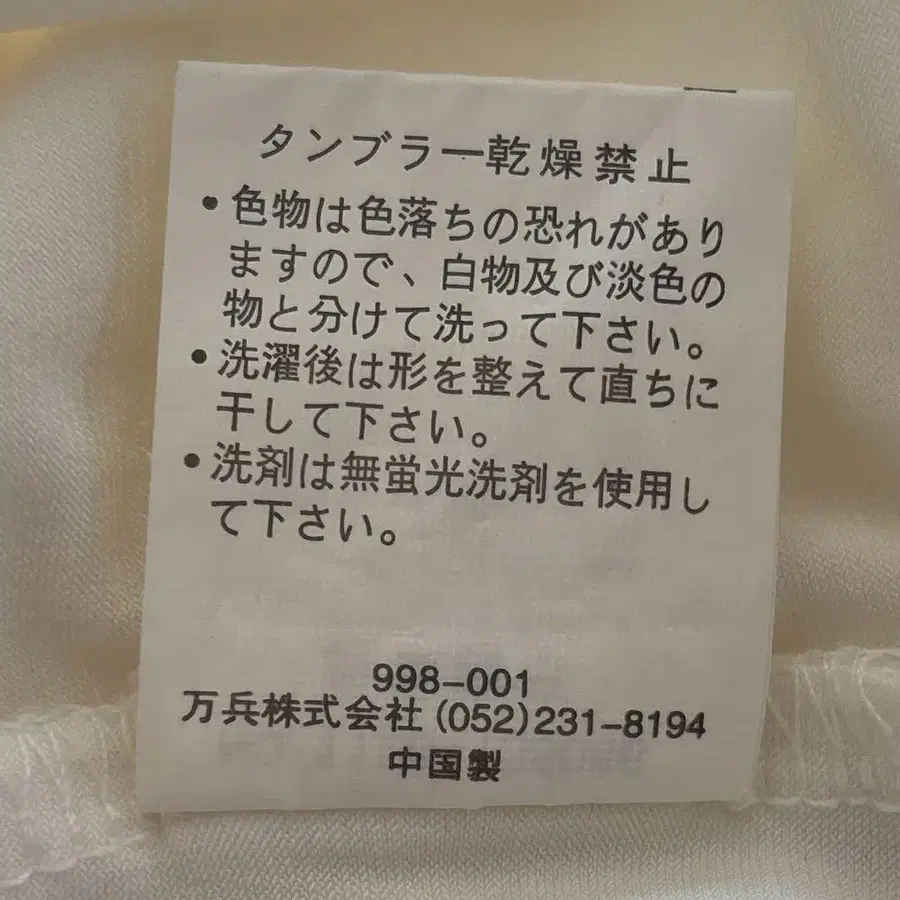 タンブラー乾燥禁止
•色物は色落ちの恐れがあり
ますので、白物及び淡色の
物と分けて洗って下さい。
•洗濯後は形を整えて直ちに
干して下さい。
•洗剤は無蛍光洗剤を使用し
て下さい。
998-001
万兵株式会社(052)231-8194
中国製